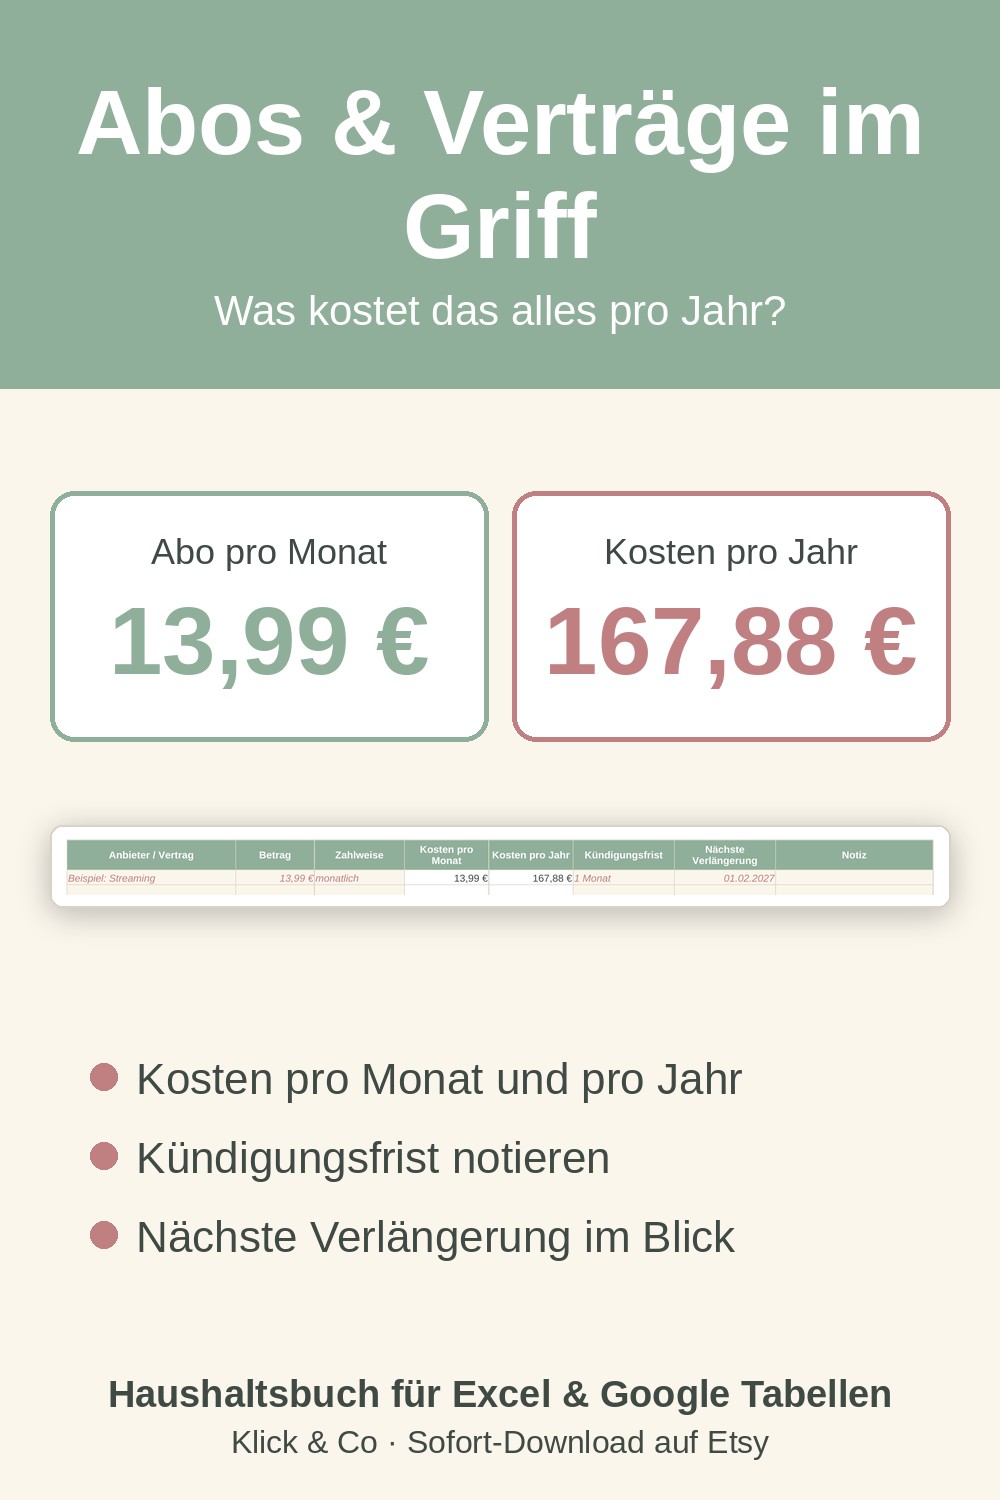 Abos & Verträge im
Griff
Was kostet das alles pro Jahr?
Abo pro Monat
13,99 €
Kosten pro Jahr
167,88 €
Anbieter / Vertrag Betrag Zahlweise Kosten pro Monat Kosten pro Jahr Kündigungsfrist Nächste Verlängerung Notiz
Beispiel: Streaming 13,99 € monatlich 13,99 € 167,88 € 1 Monat 01.02.2027
Kosten pro Monat und pro Jahr
Kündigungsfrist notieren
Nächste Verlängerung im Blick
Haushaltsbuch für Excel & Google Tabellen
Klick & Co · Sofort-Download auf Etsy